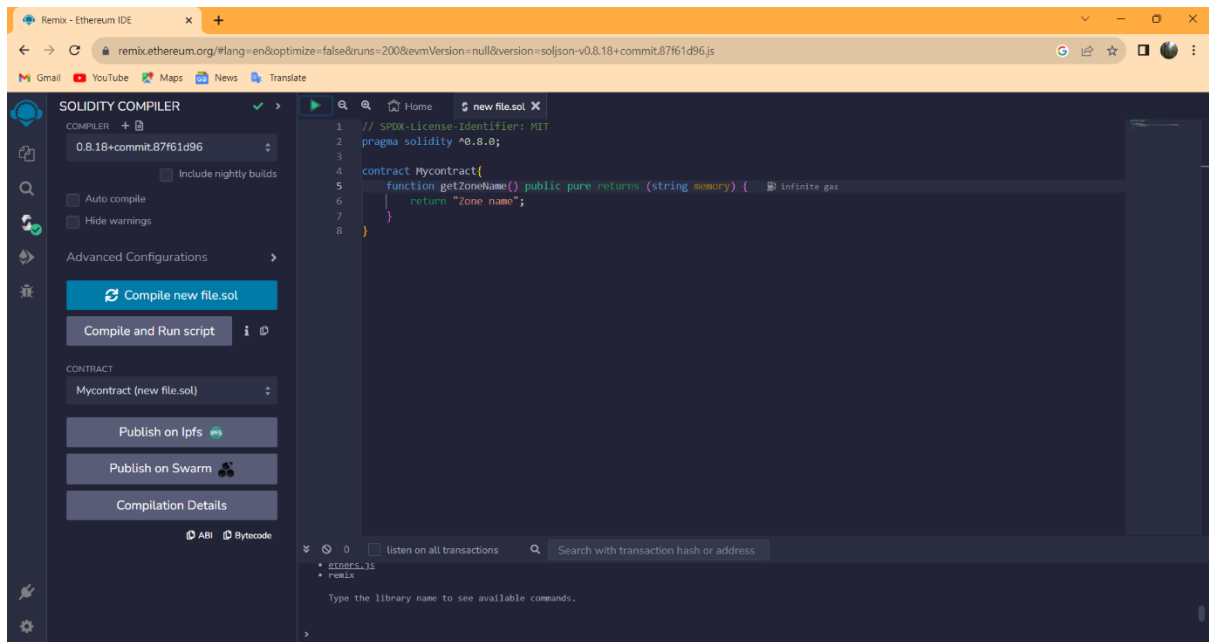 Remix - Ethereum IDE
remix.ethereum.org/#lang=en&optimize=false&runs=200&evmVersion=null&version=soljson-v0.8.18+commit.87f61d96.js
Gmail YouTube Maps News Translate
SOLIDITY COMPILER
COMPILER
0.8.18+commit.87f61d96
Include nightly builds
Auto compile
Hide warnings
Advanced Configurations
Compile new file.sol
Compile and Run script
CONTRACT
Mycontract (new file.sol)
Publish on Ipfs
Publish on Swarm
Compilation Details
ABI Bytecode
Home new file.sol
1 // SPDX-License-Identifier: MIT
2 pragma solidity ^0.8.0;
3
4 contract Mycontract{
5 function getZoneName() public pure returns (string memory) { infinite gas
6 return "Zone name";
7 }
8 }
0 listen on all transactions Search with transaction hash or address
• ethers.js
• remix
Type the library name to see available commands.
>